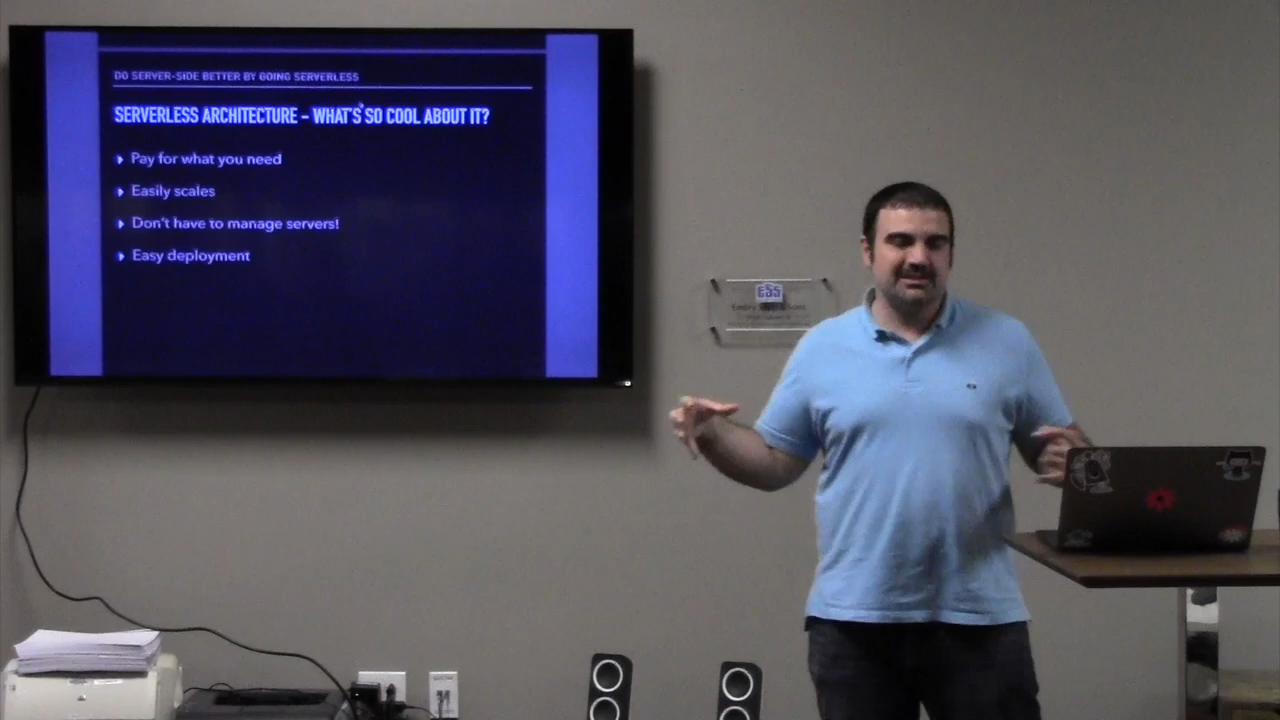 DO SERVER-SIDE BETTER BY GOING SERVERLESS
SERVERLESS ARCHITECTURE – WHAT'S SO COOL ABOUT IT?
Pay for what you need
Easily scales
Don't have to manage servers!
Easy deployment
ESS